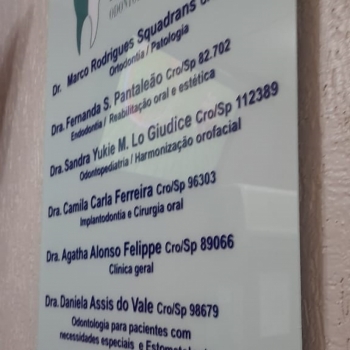 Dr. Marco Rodrigues Squadrans
Ortodontia / Patologia
Dra. Fernanda S. Pantaleão Cro/Sp 82.702
Endodontia / Reabilitação oral e estética
Dra. Sandra Yukie M. Lo Giudice Cro/Sp 112389
Odontopediatria / Harmonização orofacial
Dra. Camila Carla Ferreira Cro/Sp 96303
Implantodontia e Cirurgia oral
Dra. Agatha Alonso Felippe Cro/Sp 89066
Clínica geral
Dra. Daniela Assis do Vale Cro/Sp 98679
Odontologia para pacientes com
necessidades especiais e